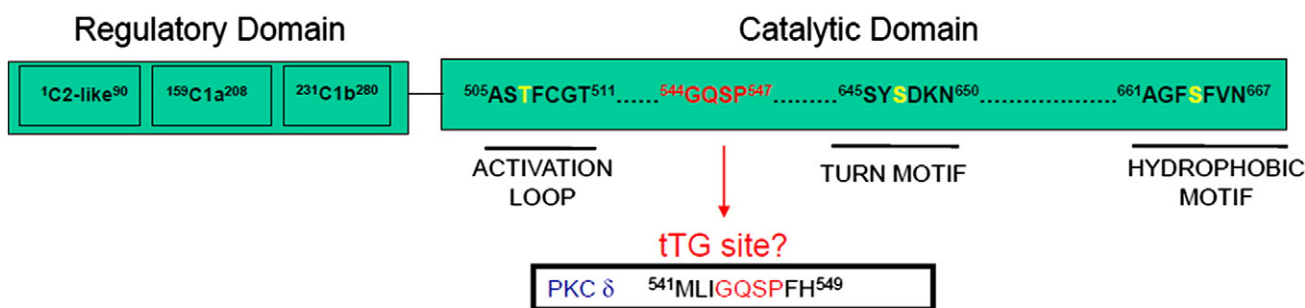 Regulatory Domain
Catalytic Domain
¹C2-like⁹⁰ ¹⁵⁹C1a²⁰⁸ ²³¹C1b²⁸⁰
⁵⁰⁵ASTFCGT⁵¹¹...... ⁵⁴⁴GQSP⁵⁴⁷......... ⁶⁴⁵SYSDKN⁶⁵⁰..................... ⁶⁶¹AGFSFVN⁶⁶⁷
ACTIVATION
LOOP
TURN MOTIF
HYDROPHOBIC
MOTIF
tTG site?
PKC δ ⁵⁴¹MLIGQSPFH⁵⁴⁹